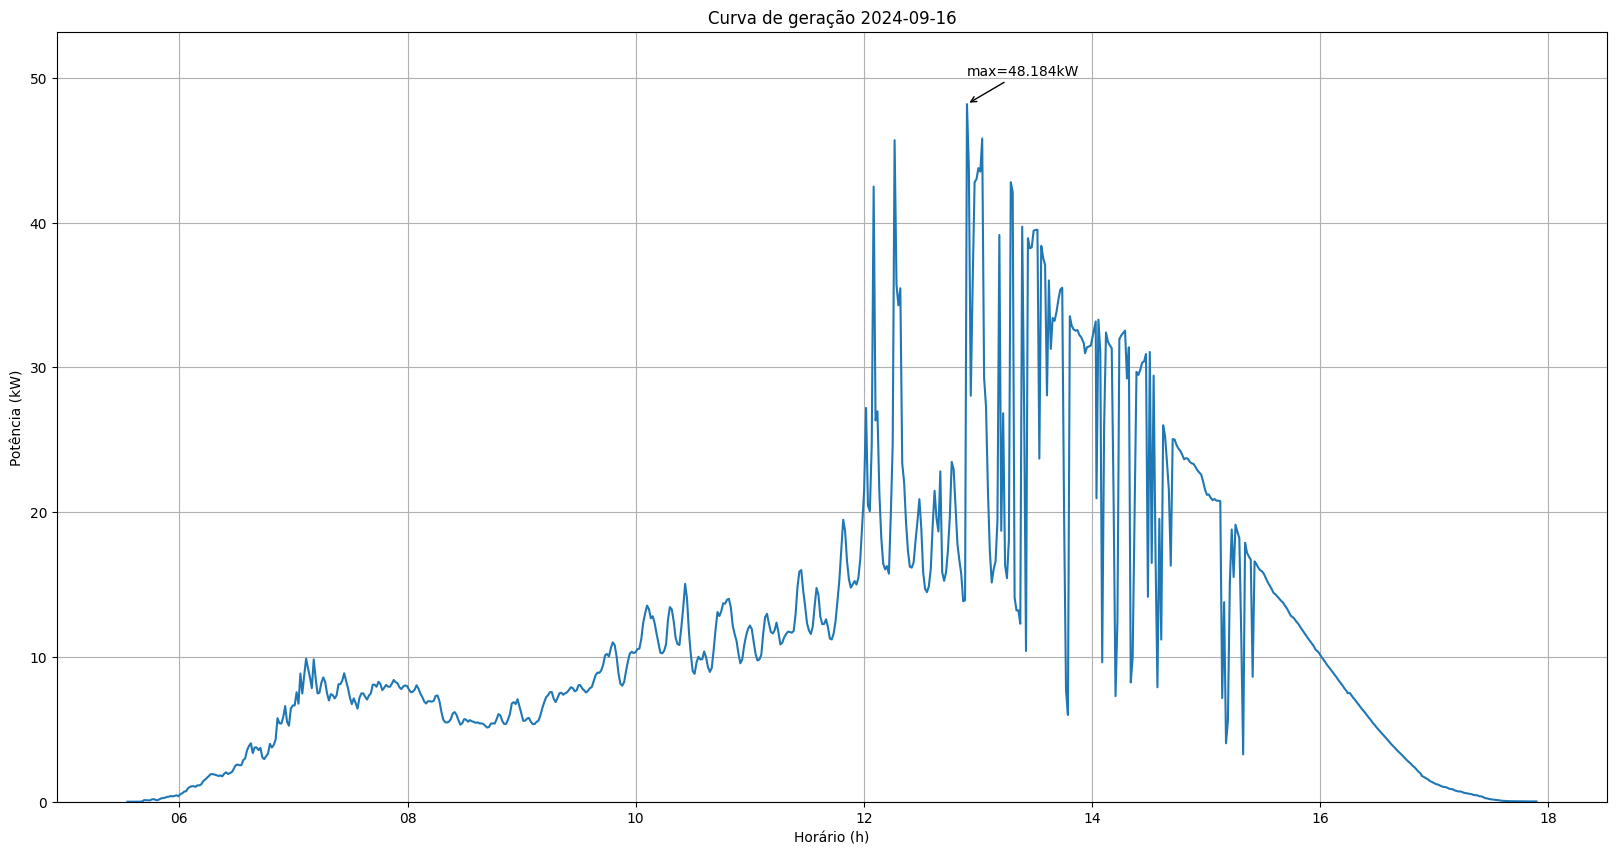 Curva de geração 2024-09-16
max=48.184kW
50
40
30
20
10
0
Potência (kW)
06 08 10 12 14 16 18
Horário (h)